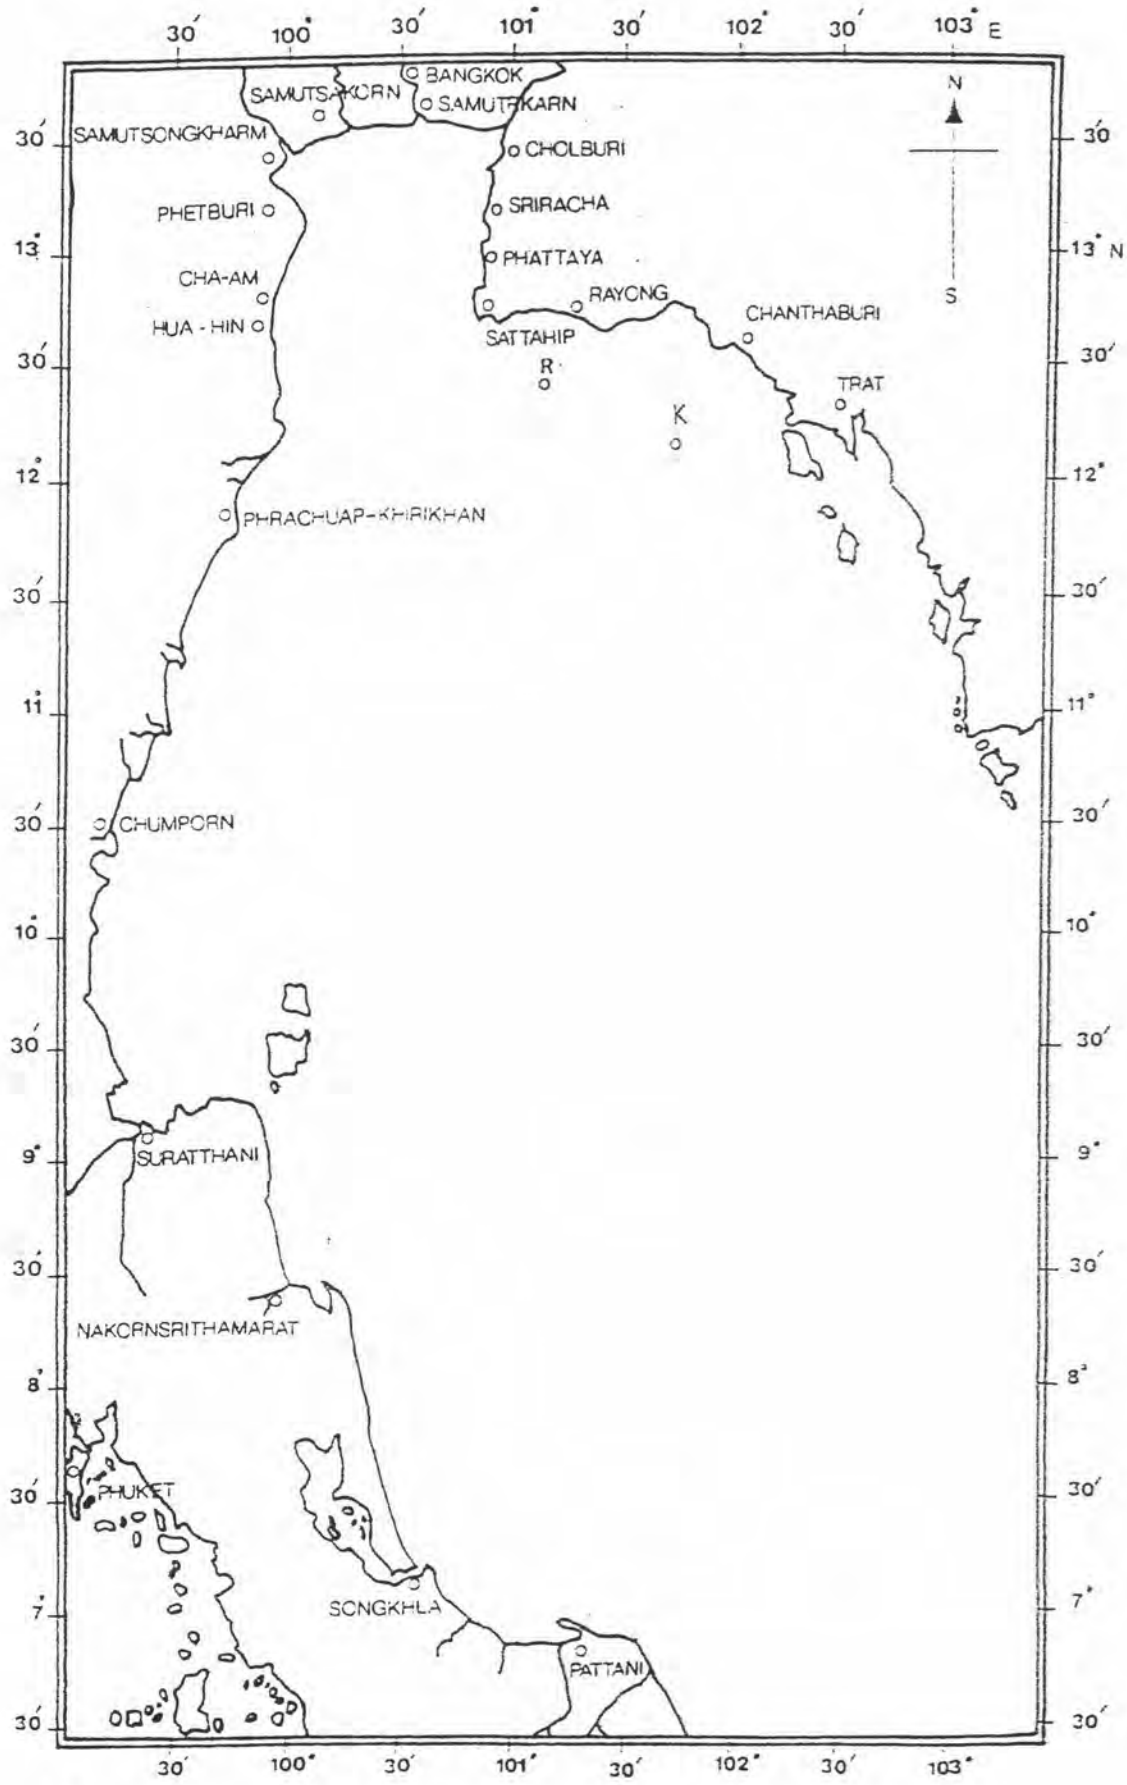 30′ 100° 30′ 101° 30′ 102° 30′ 103° E
BANGKOK
SAMUTSAKORN
SAMUTRKARN
N
30′ SAMUTSONGKHARM CHOLBURI 30′
PHETBURI SRIRACHA
13° PHATTAYA 13° N
CHA-AM RAYONG S
HUA - HIN SATTAHIP CHANTHABURI
30′ R 30′
TRAT
K
12° 12°
PHRACHUAP-KHIRIKHAN
30′ 30′
11° 11°
30′ CHUMPORN 30′
10° 10°
30′ 30′
9° SURATTHANI 9°
30′ 30′
NAKORNSRITHAMARAT
8° 8°
30′ PHUKET 30′
7° SONGKHLA 7°
PATTANI
30′ 30′
30′ 100° 30′ 101° 30′ 102° 30′ 103°